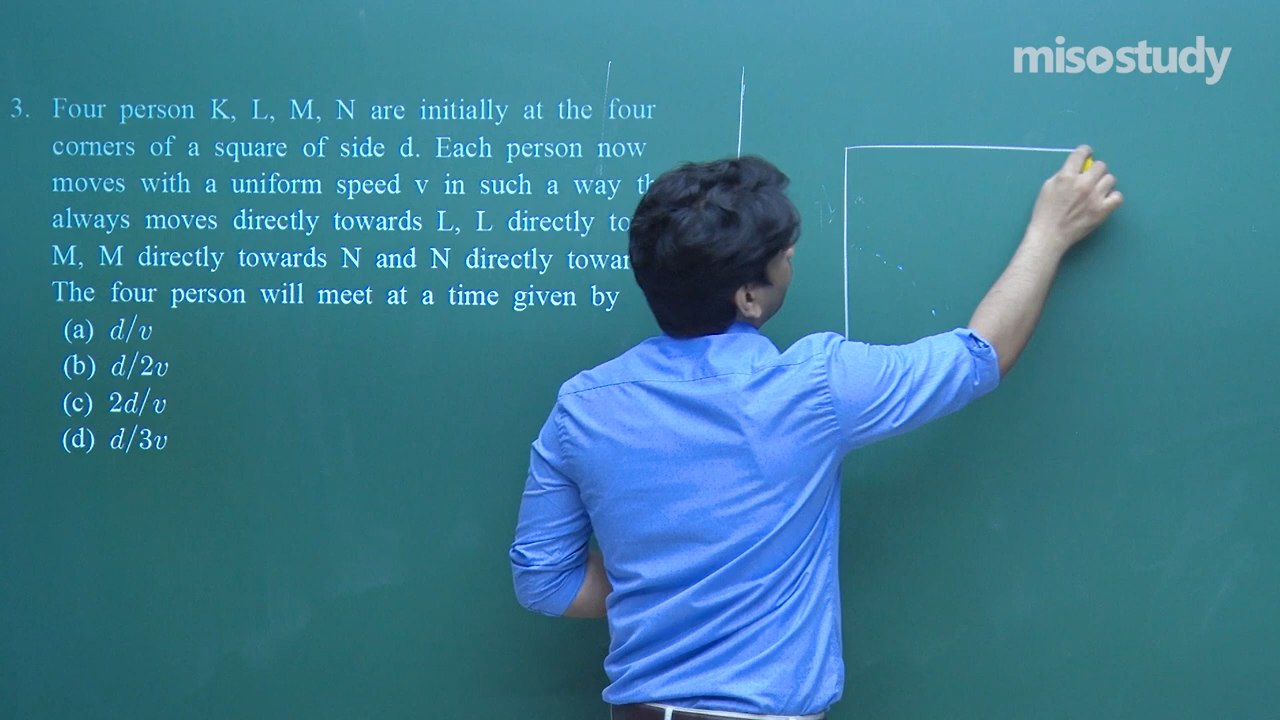 misostudy
3. Four person K, L, M, N are initially at the four
corners of a square of side d. Each person now
moves with a uniform speed v in such a way
always moves directly towards L, L directly
M, M directly towards N and N directly
The four person will meet at a time given by
(a) d/v
(b) d/2v
(c) 2d/v
(d) d/3v